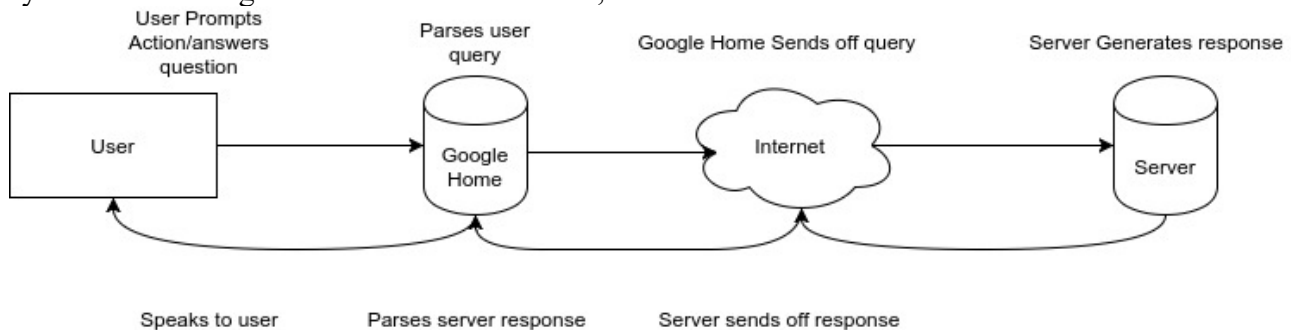 User Prompts
Action/answers
question
Parses user
query
Google Home Sends off query
Server Generates response
User
Google
Home
Internet
Server
Speaks to user
Parses server response
Server sends off response